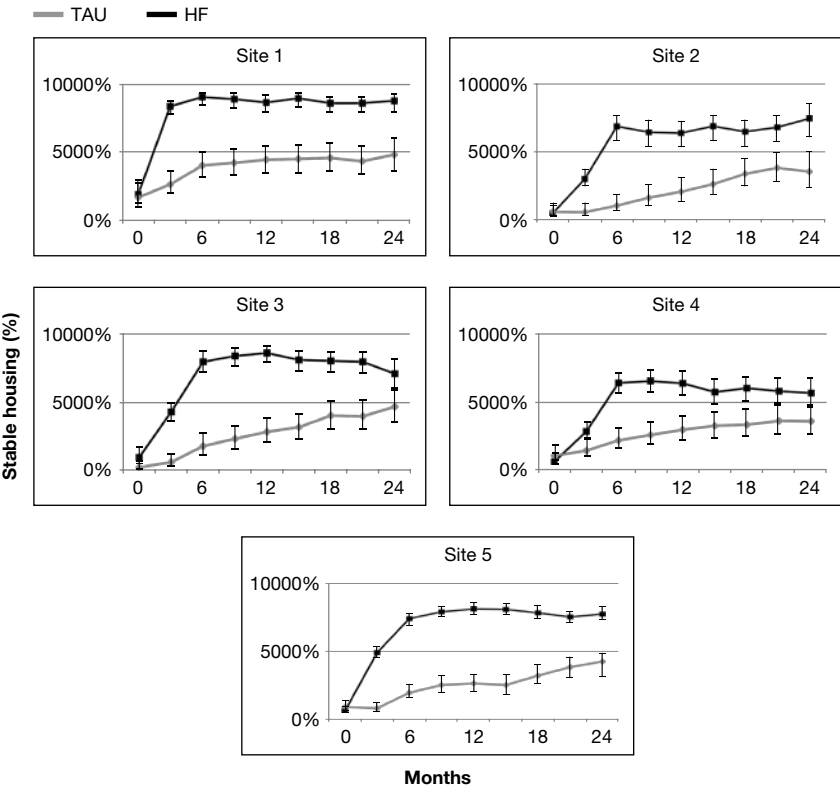 TAU HF
Site 1
10000%
5000%
0%
0 6 12 18 24
Site 2
10000%
5000%
0%
0 6 12 18 24
Stable housing (%)
Site 3
10000%
5000%
0%
0 6 12 18 24
Site 4
10000%
5000%
0%
0 6 12 18 24
Site 5
10000%
5000%
0%
0 6 12 18 24
Months